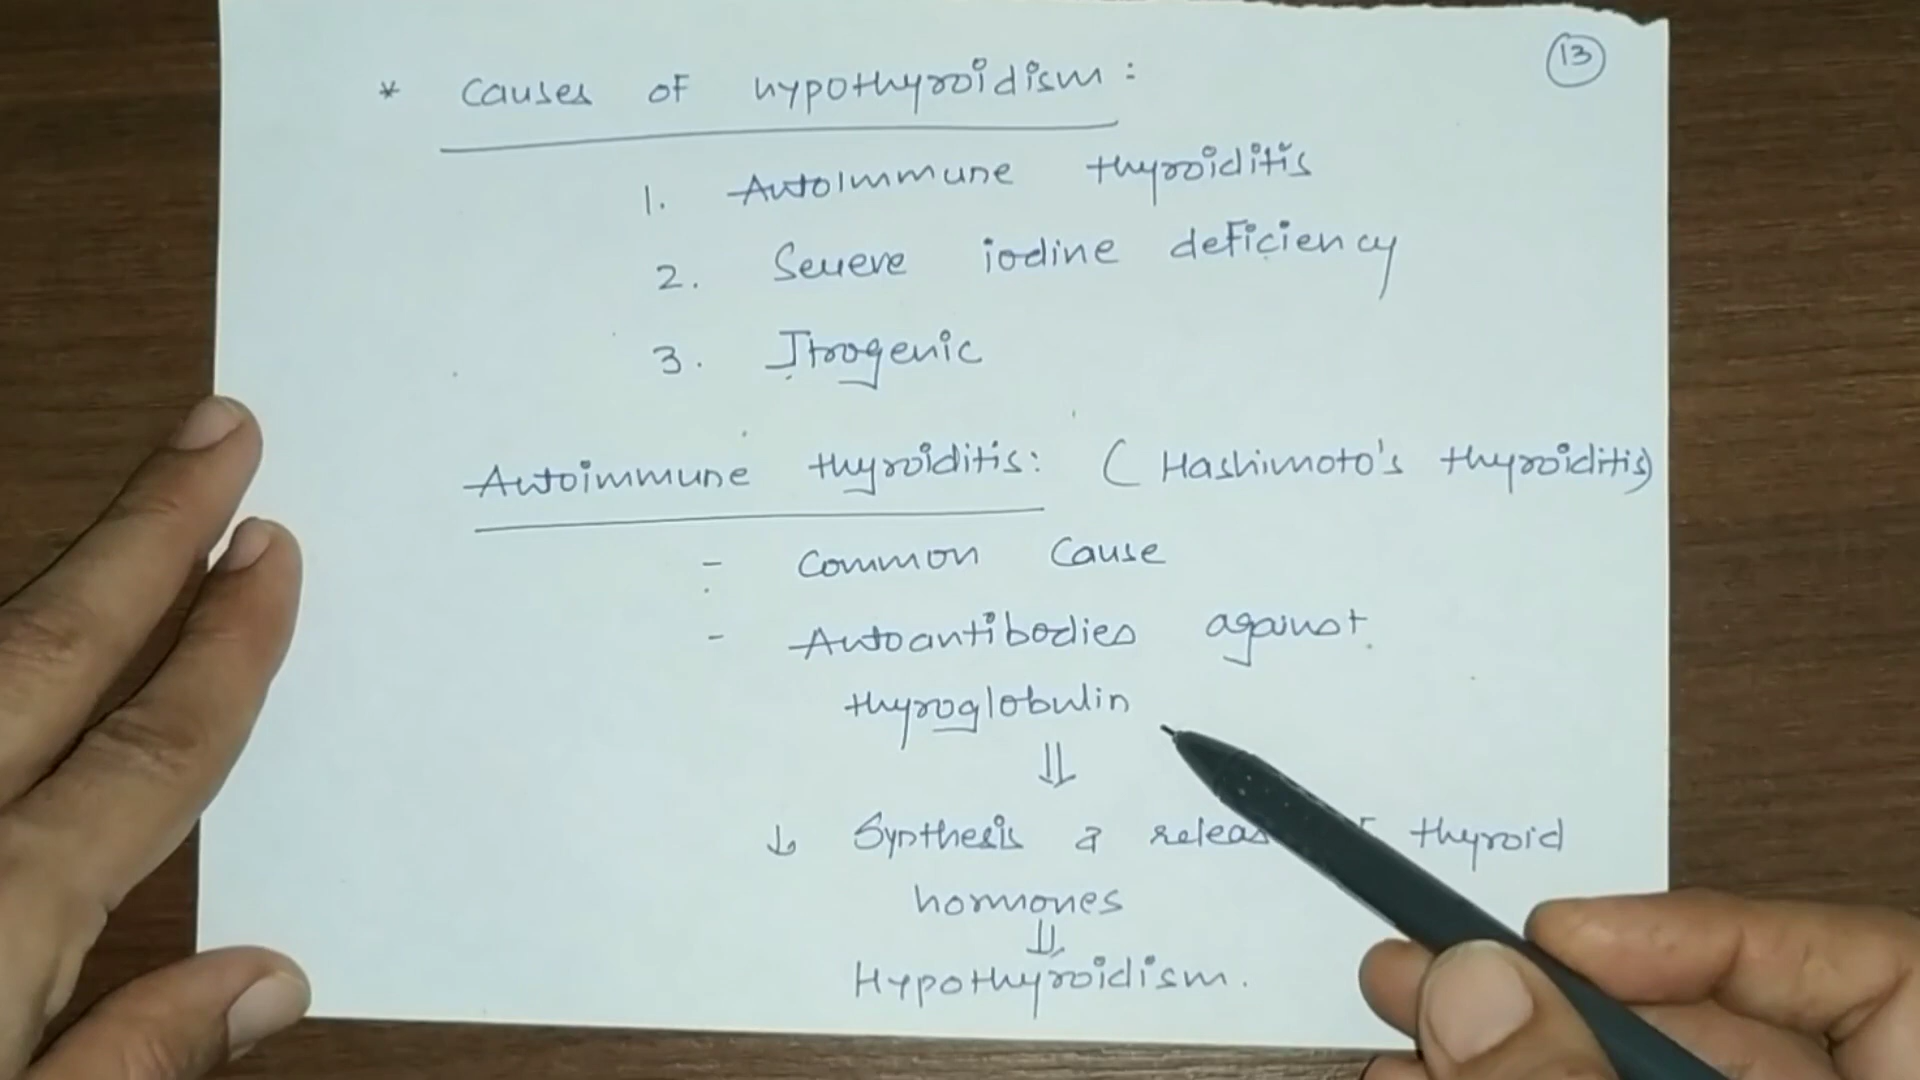 13
* Causes of hypothyroidism:
1. Autoimmune thyroiditis
2. Severe iodine deficiency
3. Itrogenic
Autoimmune thyroiditis: (Hashimoto's thyroiditis)
- Common Cause
- Autoantibodies against
thyroglobulin
⇓
↓ Synthesis & releas thyroid
hormones
⇓
Hypothyroidism.